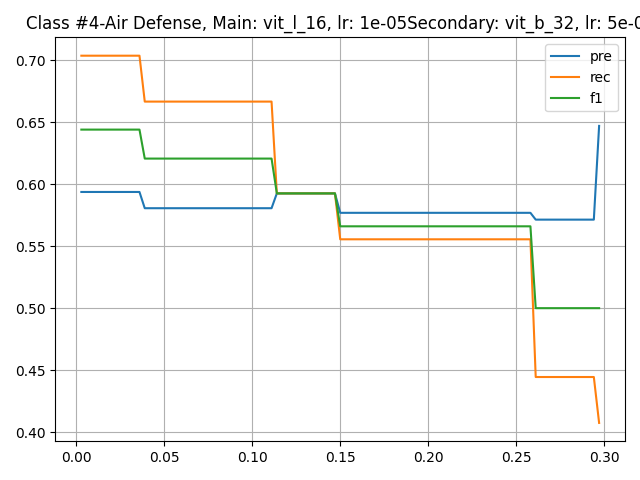 Class #4-Air Defense, Main: vit_l_16, lr: 1e-05Secondary: vit_b_32, lr: 5e-0
pre
rec
f1
0.70
0.65
0.60
0.55
0.50
0.45
0.40
0.00 0.05 0.10 0.15 0.20 0.25 0.30